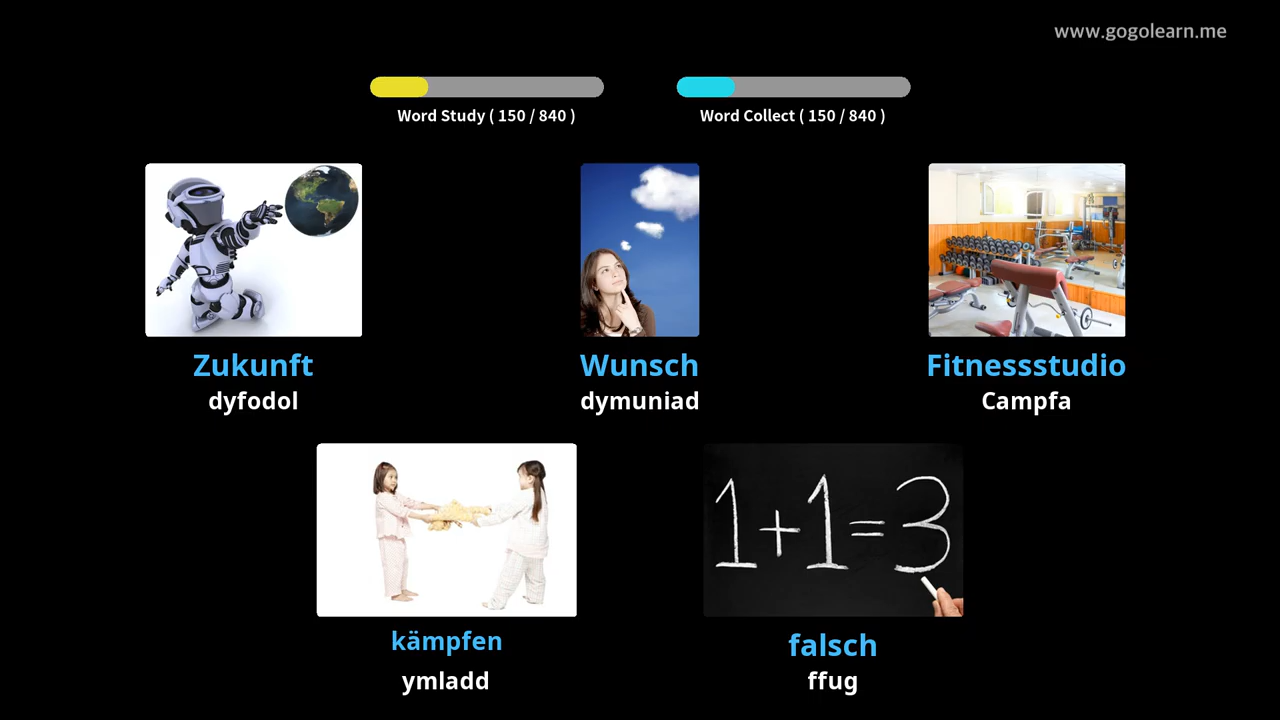 www.gogolearn.me
Word Study ( 150 / 840 )
Word Collect ( 150 / 840 )
Zukunft
dyfodol
Wunsch
dymuniad
Fitnessstudio
Campfa
kämpfen
ymladd
1+1=3
falsch
ffug